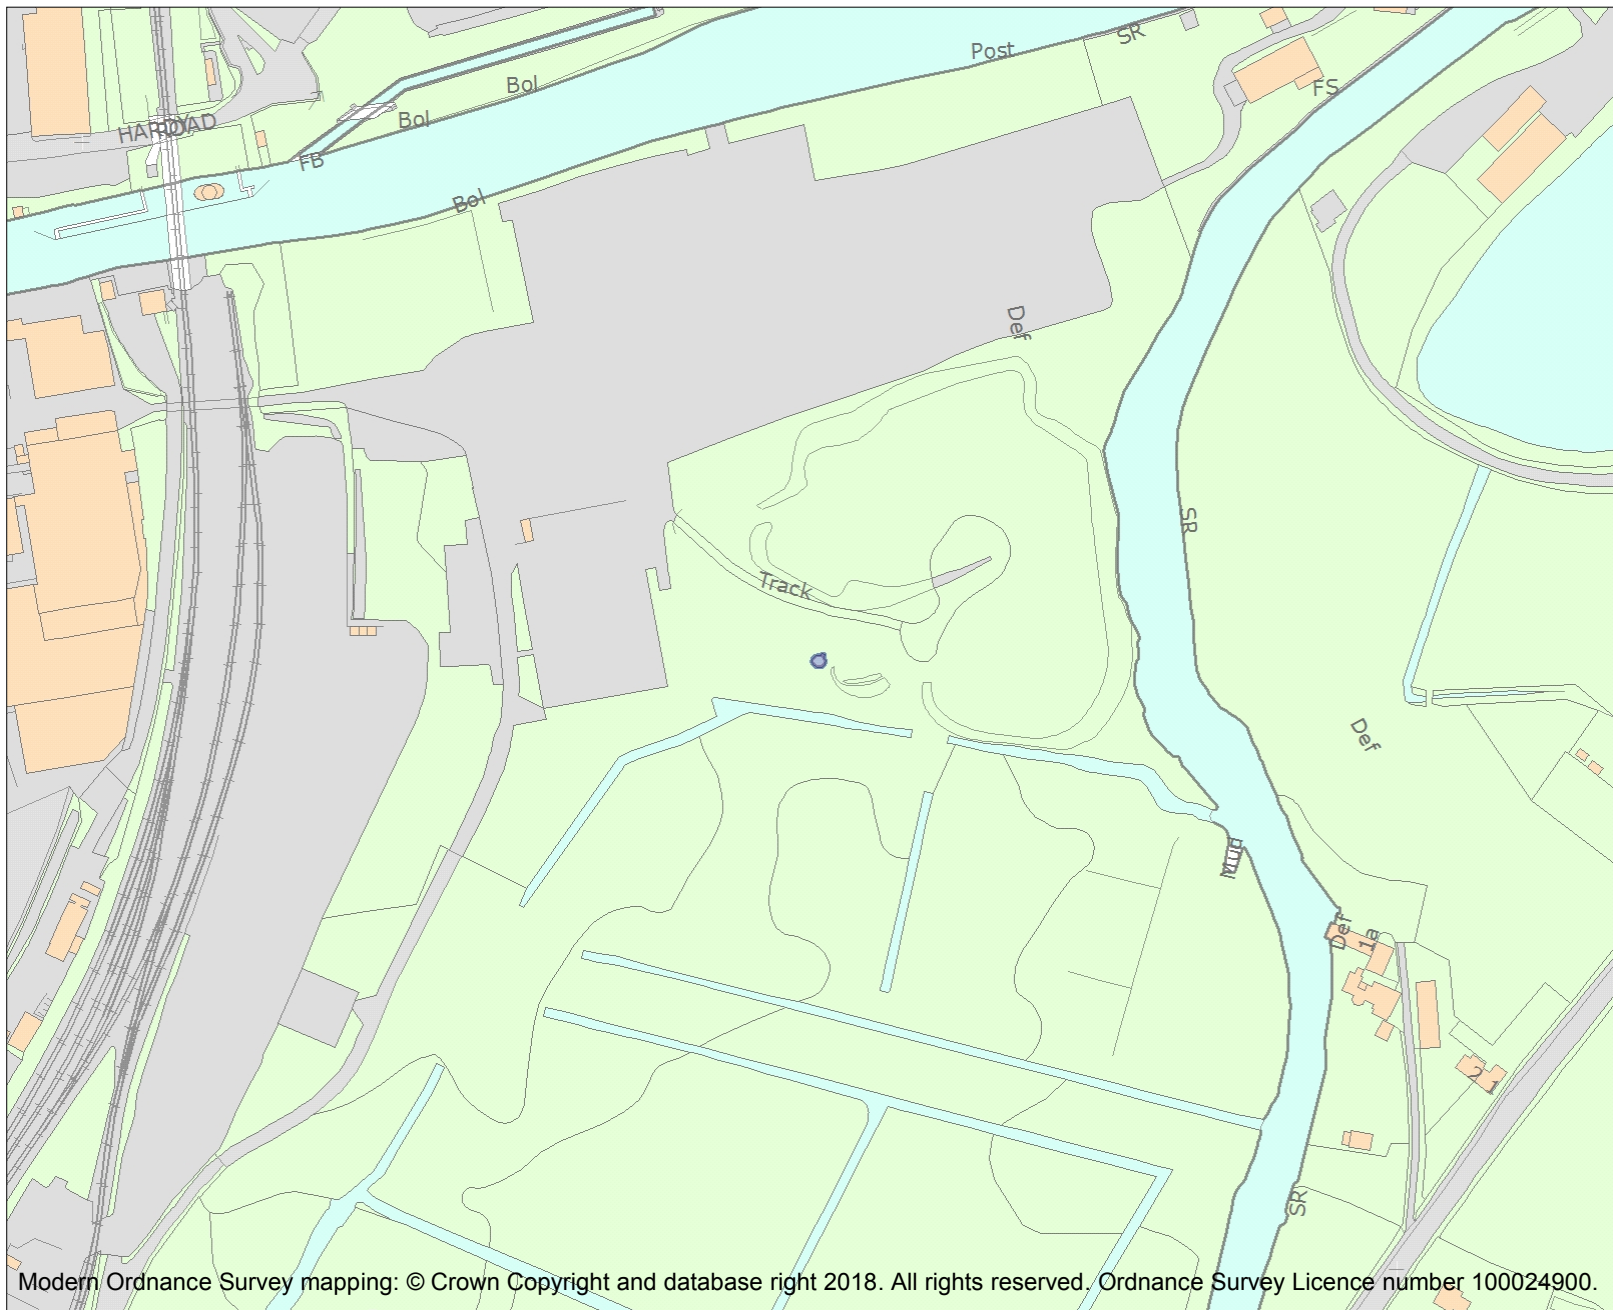 Post
SR
Bol
FS
Bol
FB
Bol
Def
SR
Track
Def
Mud
Def
1a
2
1
SR
Modern Ordnance Survey mapping: © Crown Copyright and database right 2018. All rights reserved. Ordnance Survey Licence number 100024900.